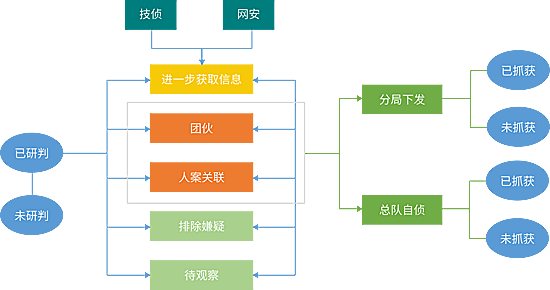 技侦
网安
进一步获取信息
团伙
人案关联
排除嫌疑
待观察
已研判
未研判
分局下发
总队自侦
已抓获
未抓获
已抓获
未抓获